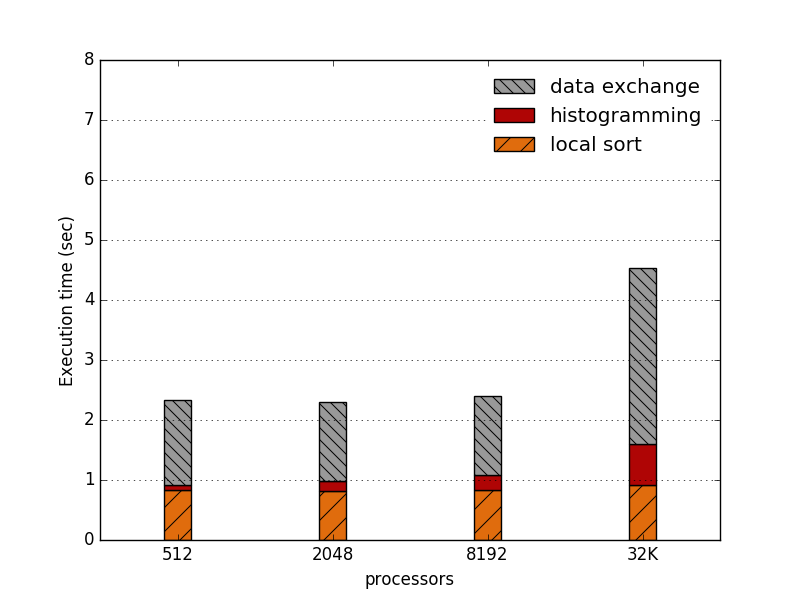 8
7
6
5
4
3
2
1
0
Execution time (sec)
data exchange
histogramming
local sort
512 2048 8192 32K
processors